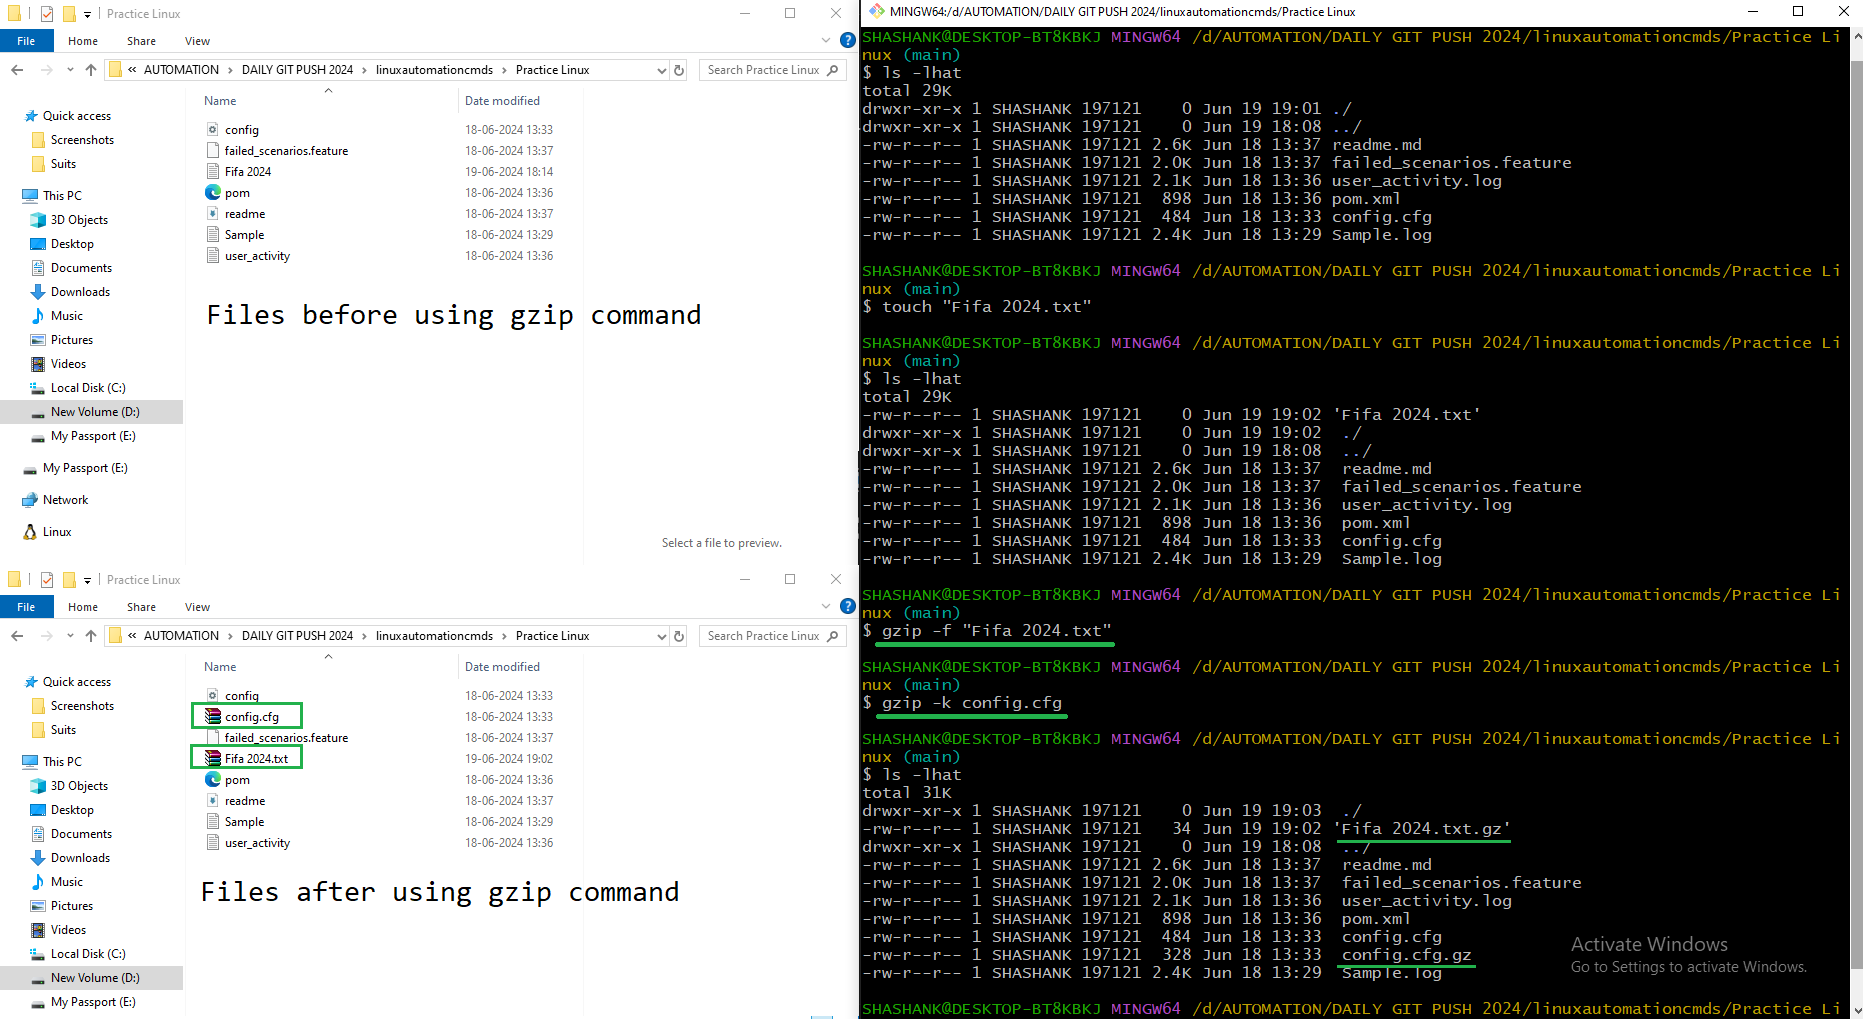 Practice Linux
File Home Share View
« AUTOMATION › DAILY GIT PUSH 2024 › linuxautomationcmds › Practice Linux Search Practice Linux
Quick access
Screenshots
Suits
This PC
3D Objects
Desktop
Documents
Downloads
Music
Pictures
Videos
Local Disk (C:)
New Volume (D:)
My Passport (E:)
My Passport (E:)
Network
Linux
Name Date modified
config 18-06-2024 13:33
failed_scenarios.feature 18-06-2024 13:37
Fifa 2024 19-06-2024 18:14
pom 18-06-2024 13:36
readme 18-06-2024 13:37
Sample 18-06-2024 13:29
user_activity 18-06-2024 13:36
Files before using gzip command
Select a file to preview.
Practice Linux
File Home Share View
« AUTOMATION › DAILY GIT PUSH 2024 › linuxautomationcmds › Practice Linux Search Practice Linux
Quick access
Screenshots
Suits
This PC
3D Objects
Desktop
Documents
Downloads
Music
Pictures
Videos
Local Disk (C:)
New Volume (D:)
My Passport (E:)
Name Date modified
config 18-06-2024 13:33
config.cfg 18-06-2024 13:33
failed_scenarios.feature 18-06-2024 13:37
Fifa 2024.txt 19-06-2024 19:02
pom 18-06-2024 13:36
readme 18-06-2024 13:37
Sample 18-06-2024 13:29
user_activity 18-06-2024 13:36
Files after using gzip command
MINGW64:/d/AUTOMATION/DAILY GIT PUSH 2024/linuxautomationcmds/Practice Linux
SHASHANK@DESKTOP-BT8KBKJ MINGW64 /d/AUTOMATION/DAILY GIT PUSH 2024/linuxautomationcmds/Practice Li
nux (main)
$ ls -lhat
total 29K
drwxr-xr-x 1 SHASHANK 197121 0 Jun 19 19:01 ./
drwxr-xr-x 1 SHASHANK 197121 0 Jun 19 18:08 ../
-rw-r--r-- 1 SHASHANK 197121 2.6K Jun 18 13:37 readme.md
-rw-r--r-- 1 SHASHANK 197121 2.0K Jun 18 13:37 failed_scenarios.feature
-rw-r--r-- 1 SHASHANK 197121 2.1K Jun 18 13:36 user_activity.log
-rw-r--r-- 1 SHASHANK 197121 898 Jun 18 13:36 pom.xml
-rw-r--r-- 1 SHASHANK 197121 484 Jun 18 13:33 config.cfg
-rw-r--r-- 1 SHASHANK 197121 2.4K Jun 18 13:29 Sample.log
SHASHANK@DESKTOP-BT8KBKJ MINGW64 /d/AUTOMATION/DAILY GIT PUSH 2024/linuxautomationcmds/Practice Li
nux (main)
$ touch "Fifa 2024.txt"
SHASHANK@DESKTOP-BT8KBKJ MINGW64 /d/AUTOMATION/DAILY GIT PUSH 2024/linuxautomationcmds/Practice Li
nux (main)
$ ls -lhat
total 29K
-rw-r--r-- 1 SHASHANK 197121 0 Jun 19 19:02 'Fifa 2024.txt'
drwxr-xr-x 1 SHASHANK 197121 0 Jun 19 19:02 ./
drwxr-xr-x 1 SHASHANK 197121 0 Jun 19 18:08 ../
-rw-r--r-- 1 SHASHANK 197121 2.6K Jun 18 13:37 readme.md
-rw-r--r-- 1 SHASHANK 197121 2.0K Jun 18 13:37 failed_scenarios.feature
-rw-r--r-- 1 SHASHANK 197121 2.1K Jun 18 13:36 user_activity.log
-rw-r--r-- 1 SHASHANK 197121 898 Jun 18 13:36 pom.xml
-rw-r--r-- 1 SHASHANK 197121 484 Jun 18 13:33 config.cfg
-rw-r--r-- 1 SHASHANK 197121 2.4K Jun 18 13:29 Sample.log
SHASHANK@DESKTOP-BT8KBKJ MINGW64 /d/AUTOMATION/DAILY GIT PUSH 2024/linuxautomationcmds/Practice Li
nux (main)
$ gzip -f "Fifa 2024.txt"
SHASHANK@DESKTOP-BT8KBKJ MINGW64 /d/AUTOMATION/DAILY GIT PUSH 2024/linuxautomationcmds/Practice Li
nux (main)
$ gzip -k config.cfg
SHASHANK@DESKTOP-BT8KBKJ MINGW64 /d/AUTOMATION/DAILY GIT PUSH 2024/linuxautomationcmds/Practice Li
nux (main)
$ ls -lhat
total 31K
drwxr-xr-x 1 SHASHANK 197121 0 Jun 19 19:03 ./
-rw-r--r-- 1 SHASHANK 197121 34 Jun 19 19:02 'Fifa 2024.txt.gz'
drwxr-xr-x 1 SHASHANK 197121 0 Jun 19 18:08 ../
-rw-r--r-- 1 SHASHANK 197121 2.6K Jun 18 13:37 readme.md
-rw-r--r-- 1 SHASHANK 197121 2.0K Jun 18 13:37 failed_scenarios.feature
-rw-r--r-- 1 SHASHANK 197121 2.1K Jun 18 13:36 user_activity.log
-rw-r--r-- 1 SHASHANK 197121 898 Jun 18 13:36 pom.xml
-rw-r--r-- 1 SHASHANK 197121 484 Jun 18 13:33 config.cfg
-rw-r--r-- 1 SHASHANK 197121 328 Jun 18 13:33 config.cfg.gz
-rw-r--r-- 1 SHASHANK 197121 2.4K Jun 18 13:29 Sample.log
SHASHANK@DESKTOP-BT8KBKJ MINGW64 /d/AUTOMATION/DAILY GIT PUSH 2024/linuxautomationcmds/Practice Li
Activate Windows
Go to Settings to activate Windows.